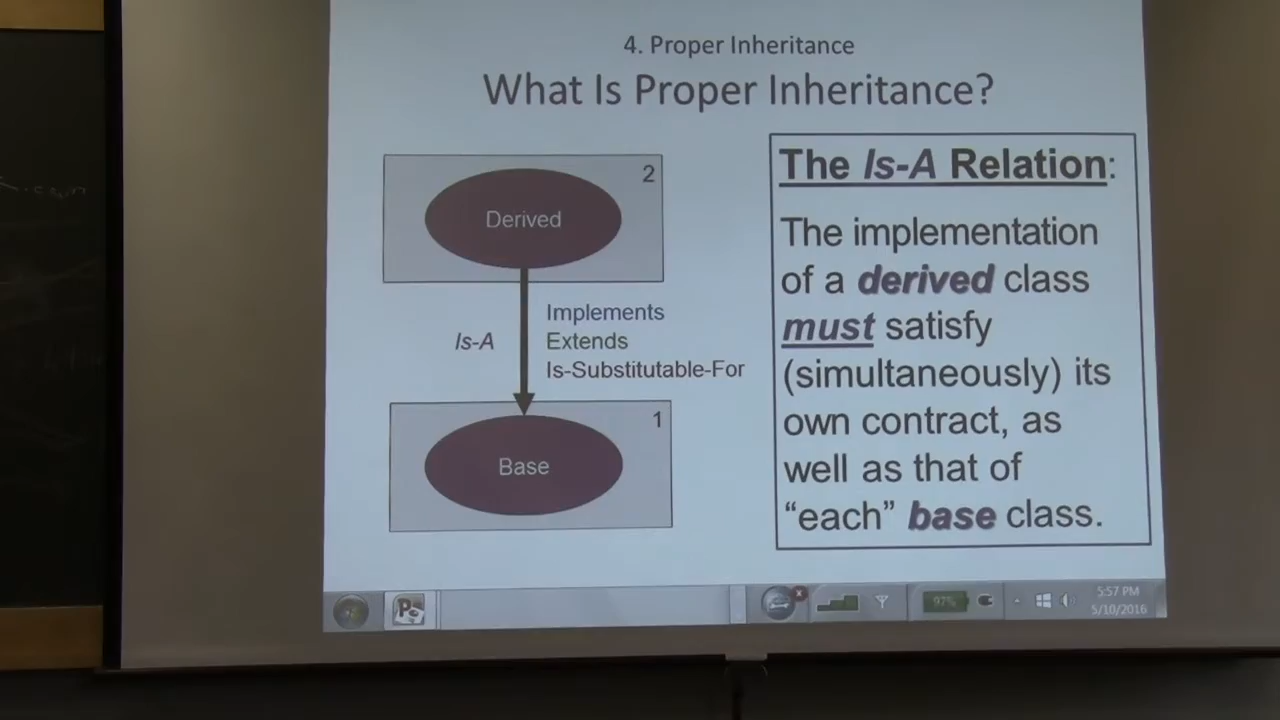 4. Proper Inheritance
What Is Proper Inheritance?
2
Derived
Is-A
Implements
Extends
Is-Substitutable-For
1
Base
The Is-A Relation:
The implementation
of a derived class
must satisfy
(simultaneously) its
own contract, as
well as that of
“each” base class.
97%
5:57 PM
5/10/2016